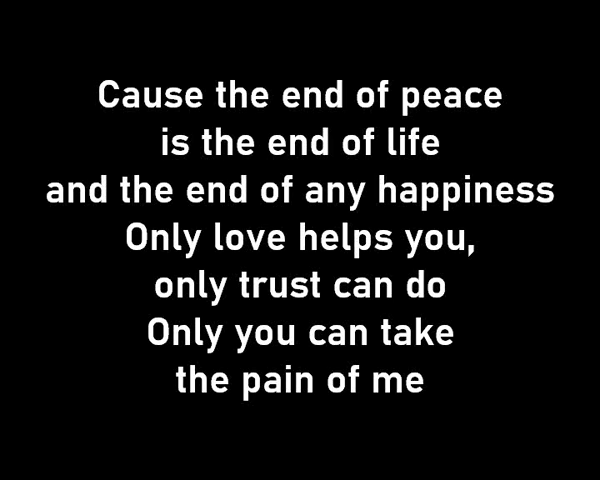 Cause the end of peace
is the end of life
and the end of any happiness
Only love helps you,
only trust can do
Only you can take
the pain of me